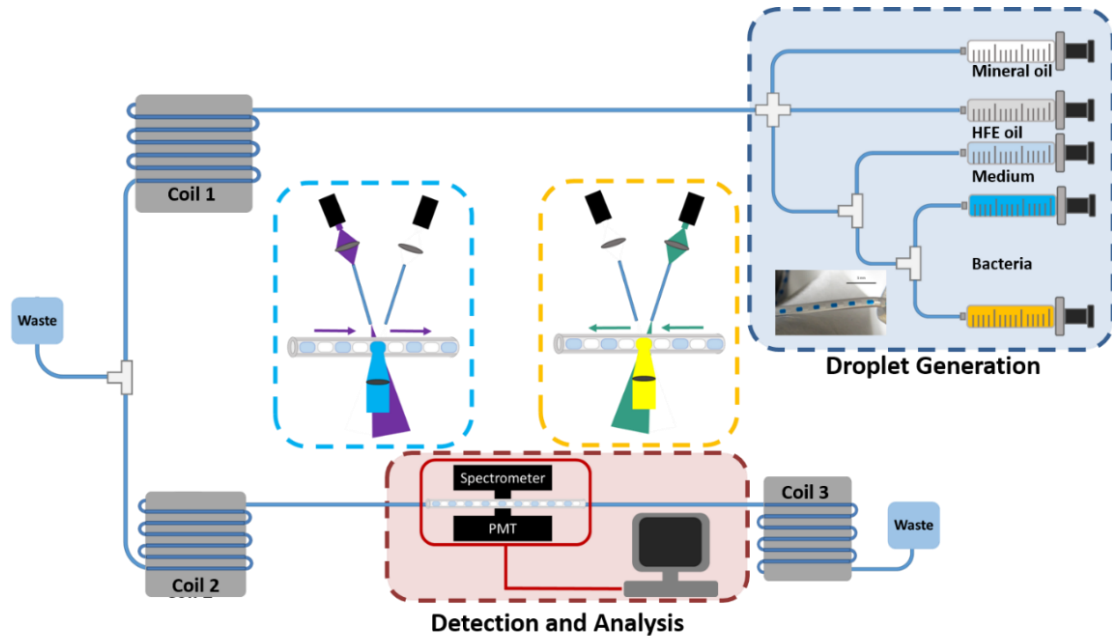 Mineral oil
HFE oil
Medium
Bacteria
Droplet Generation
Coil 1
Waste
Coil 2
Spectrometer
PMT
Coil 3
Waste
Detection and Analysis